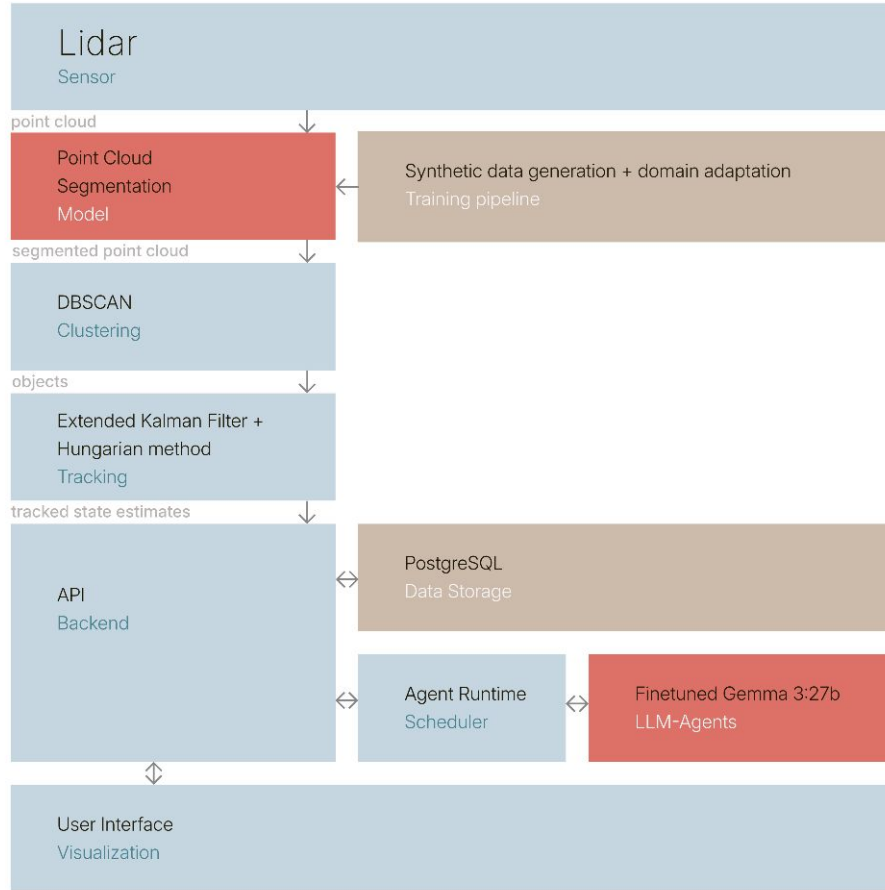 Lidar
Sensor
point cloud
Point Cloud
Segmentation
Model
Synthetic data generation + domain adaptation
Training pipeline
segmented point cloud
DBSCAN
Clustering
objects
Extended Kalman Filter +
Hungarian method
Tracking
tracked state estimates
API
Backend
PostgreSQL
Data Storage
Agent Runtime
Scheduler
Finetuned Gemma 3:27b
LLM-Agents
User Interface
Visualization